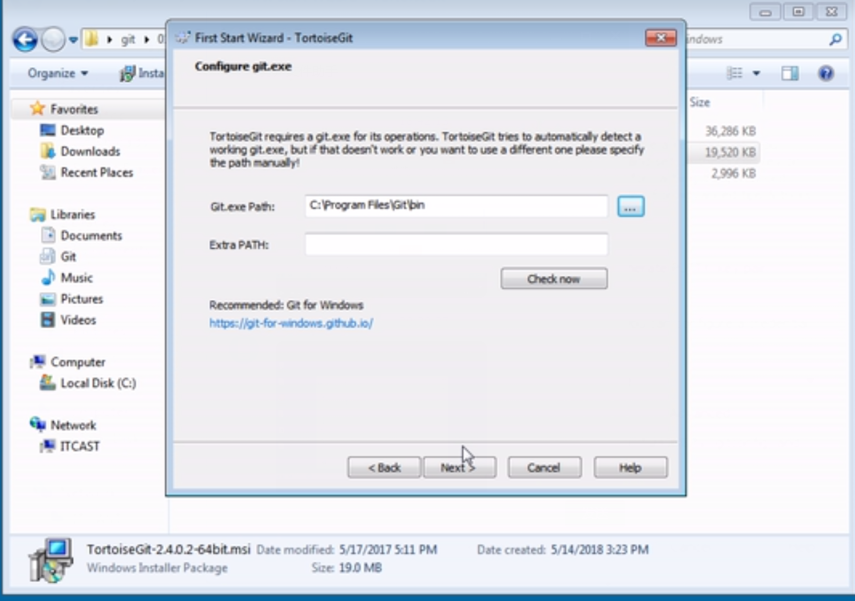 git
0
ndows
First Start Wizard - TortoiseGit
Organize
Insta
Configure git.exe
Size
Favorites
Desktop
Downloads
Recent Places
Libraries
Documents
Git
Music
Pictures
Videos
Computer
Local Disk (C:)
Network
ITCAST
TortoiseGit requires a git.exe for its operations. TortoiseGit tries to automatically detect a
working git.exe, but if that doesn't work or you want to use a different one please specify
the path manually!
Git.exe Path:
C:\Program Files\Git\bin
...
Extra PATH:
Check now
Recommended: Git for Windows
https://git-for-windows.github.io/
< Back
Next >
Cancel
Help
36,286 KB
19,520 KB
2,996 KB
TortoiseGit-2.4.0.2-64bit.msi Date modified: 5/17/2017 5:11 PM Date created: 5/14/2018 3:23 PM
Windows Installer Package Size: 19.0 MB